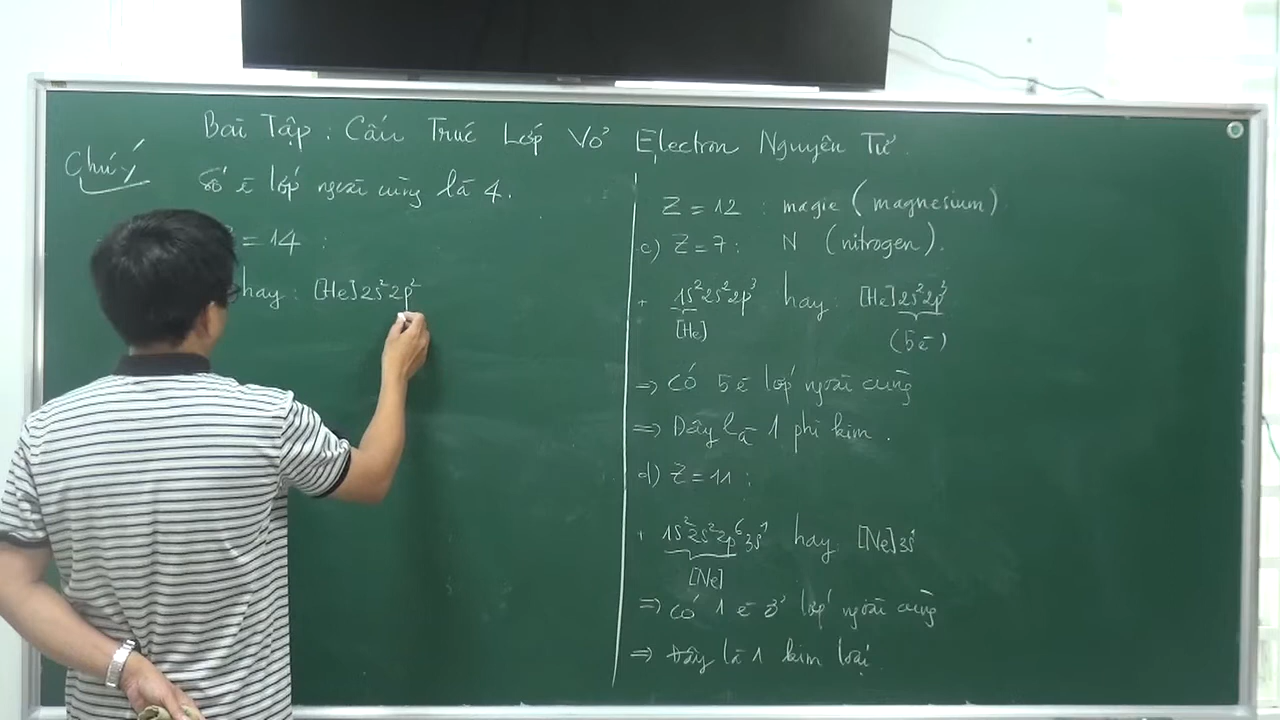 Bài Tập : Cấu Trúc Lớp Vỏ Electron Nguyên Tử.
Chú ý
Số ē lớp ngoài cùng là 4.
= 14 :
hay : [He]2s²2p²
Z = 12 : magie (magnesium)
c) Z = 7 : N (nitrogen).
+ 1s²2s²2p³ hay : [He]2s²2p³
[He] (5ē)
=> Có 5 ē lớp ngoài cùng
=> Đây là 1 phi kim.
d) Z = 11 :
+ 1s²2s²2p⁶3s¹ hay : [Ne]3s¹
[Ne]
=> có 1 ē ở lớp ngoài cùng
=> Đây là 1 kim loại.